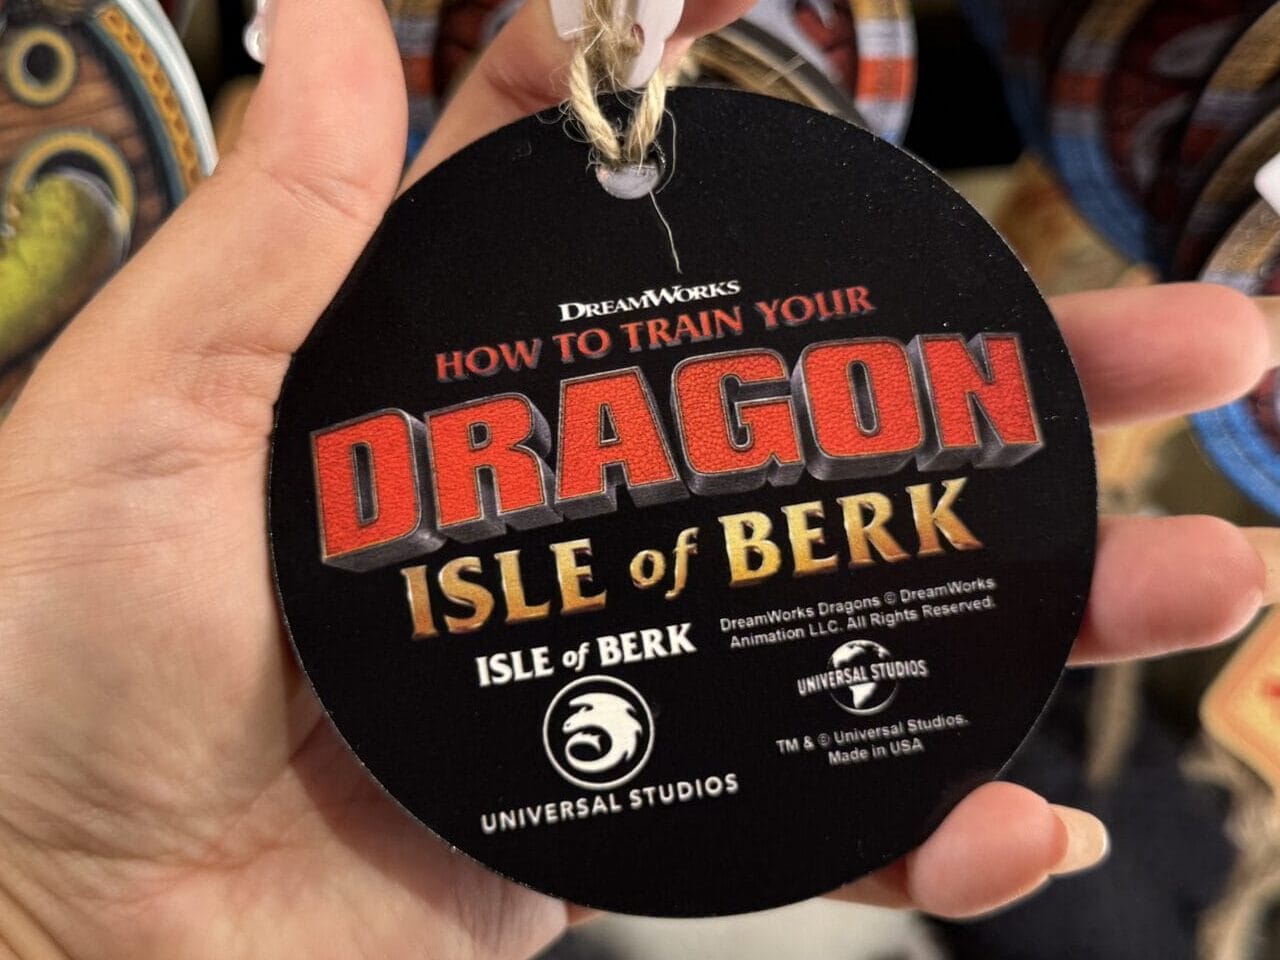 DREAMWORKS
HOW TO TRAIN YOUR
DRAGON
ISLE of BERK
ISLE of BERK
UNIVERSAL STUDIOS
DreamWorks Dragons © DreamWorks
Animation LLC. All Rights Reserved.
UNIVERSAL STUDIOS
TM & © Universal Studios.
Made in USA